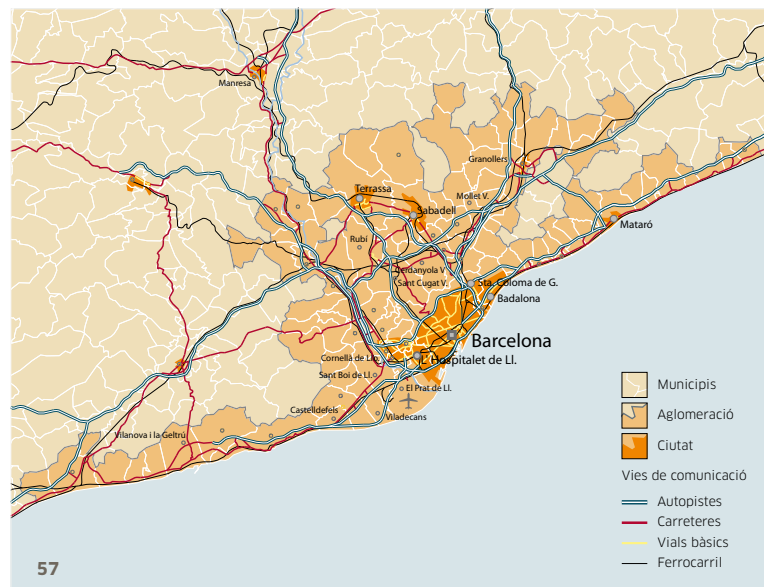 Manresa
Granollers
Terrassa
Mollet V.
Sabadell
Mataró
Rubí
Cerdanyola V
Sant Cugat V.
Sta. Coloma de G.
Badalona
Barcelona
Cornellà de Llo.
L' Hospitalet de Ll.
Sant Boi de Ll.
El Prat de Ll.
Castelldefels
Viladecans
Vilanova i la Geltrú
Municipis
Aglomeració
Ciutat
Vies de comunicació
Autopistes
Carreteres
Vials bàsics
Ferrocarril
57